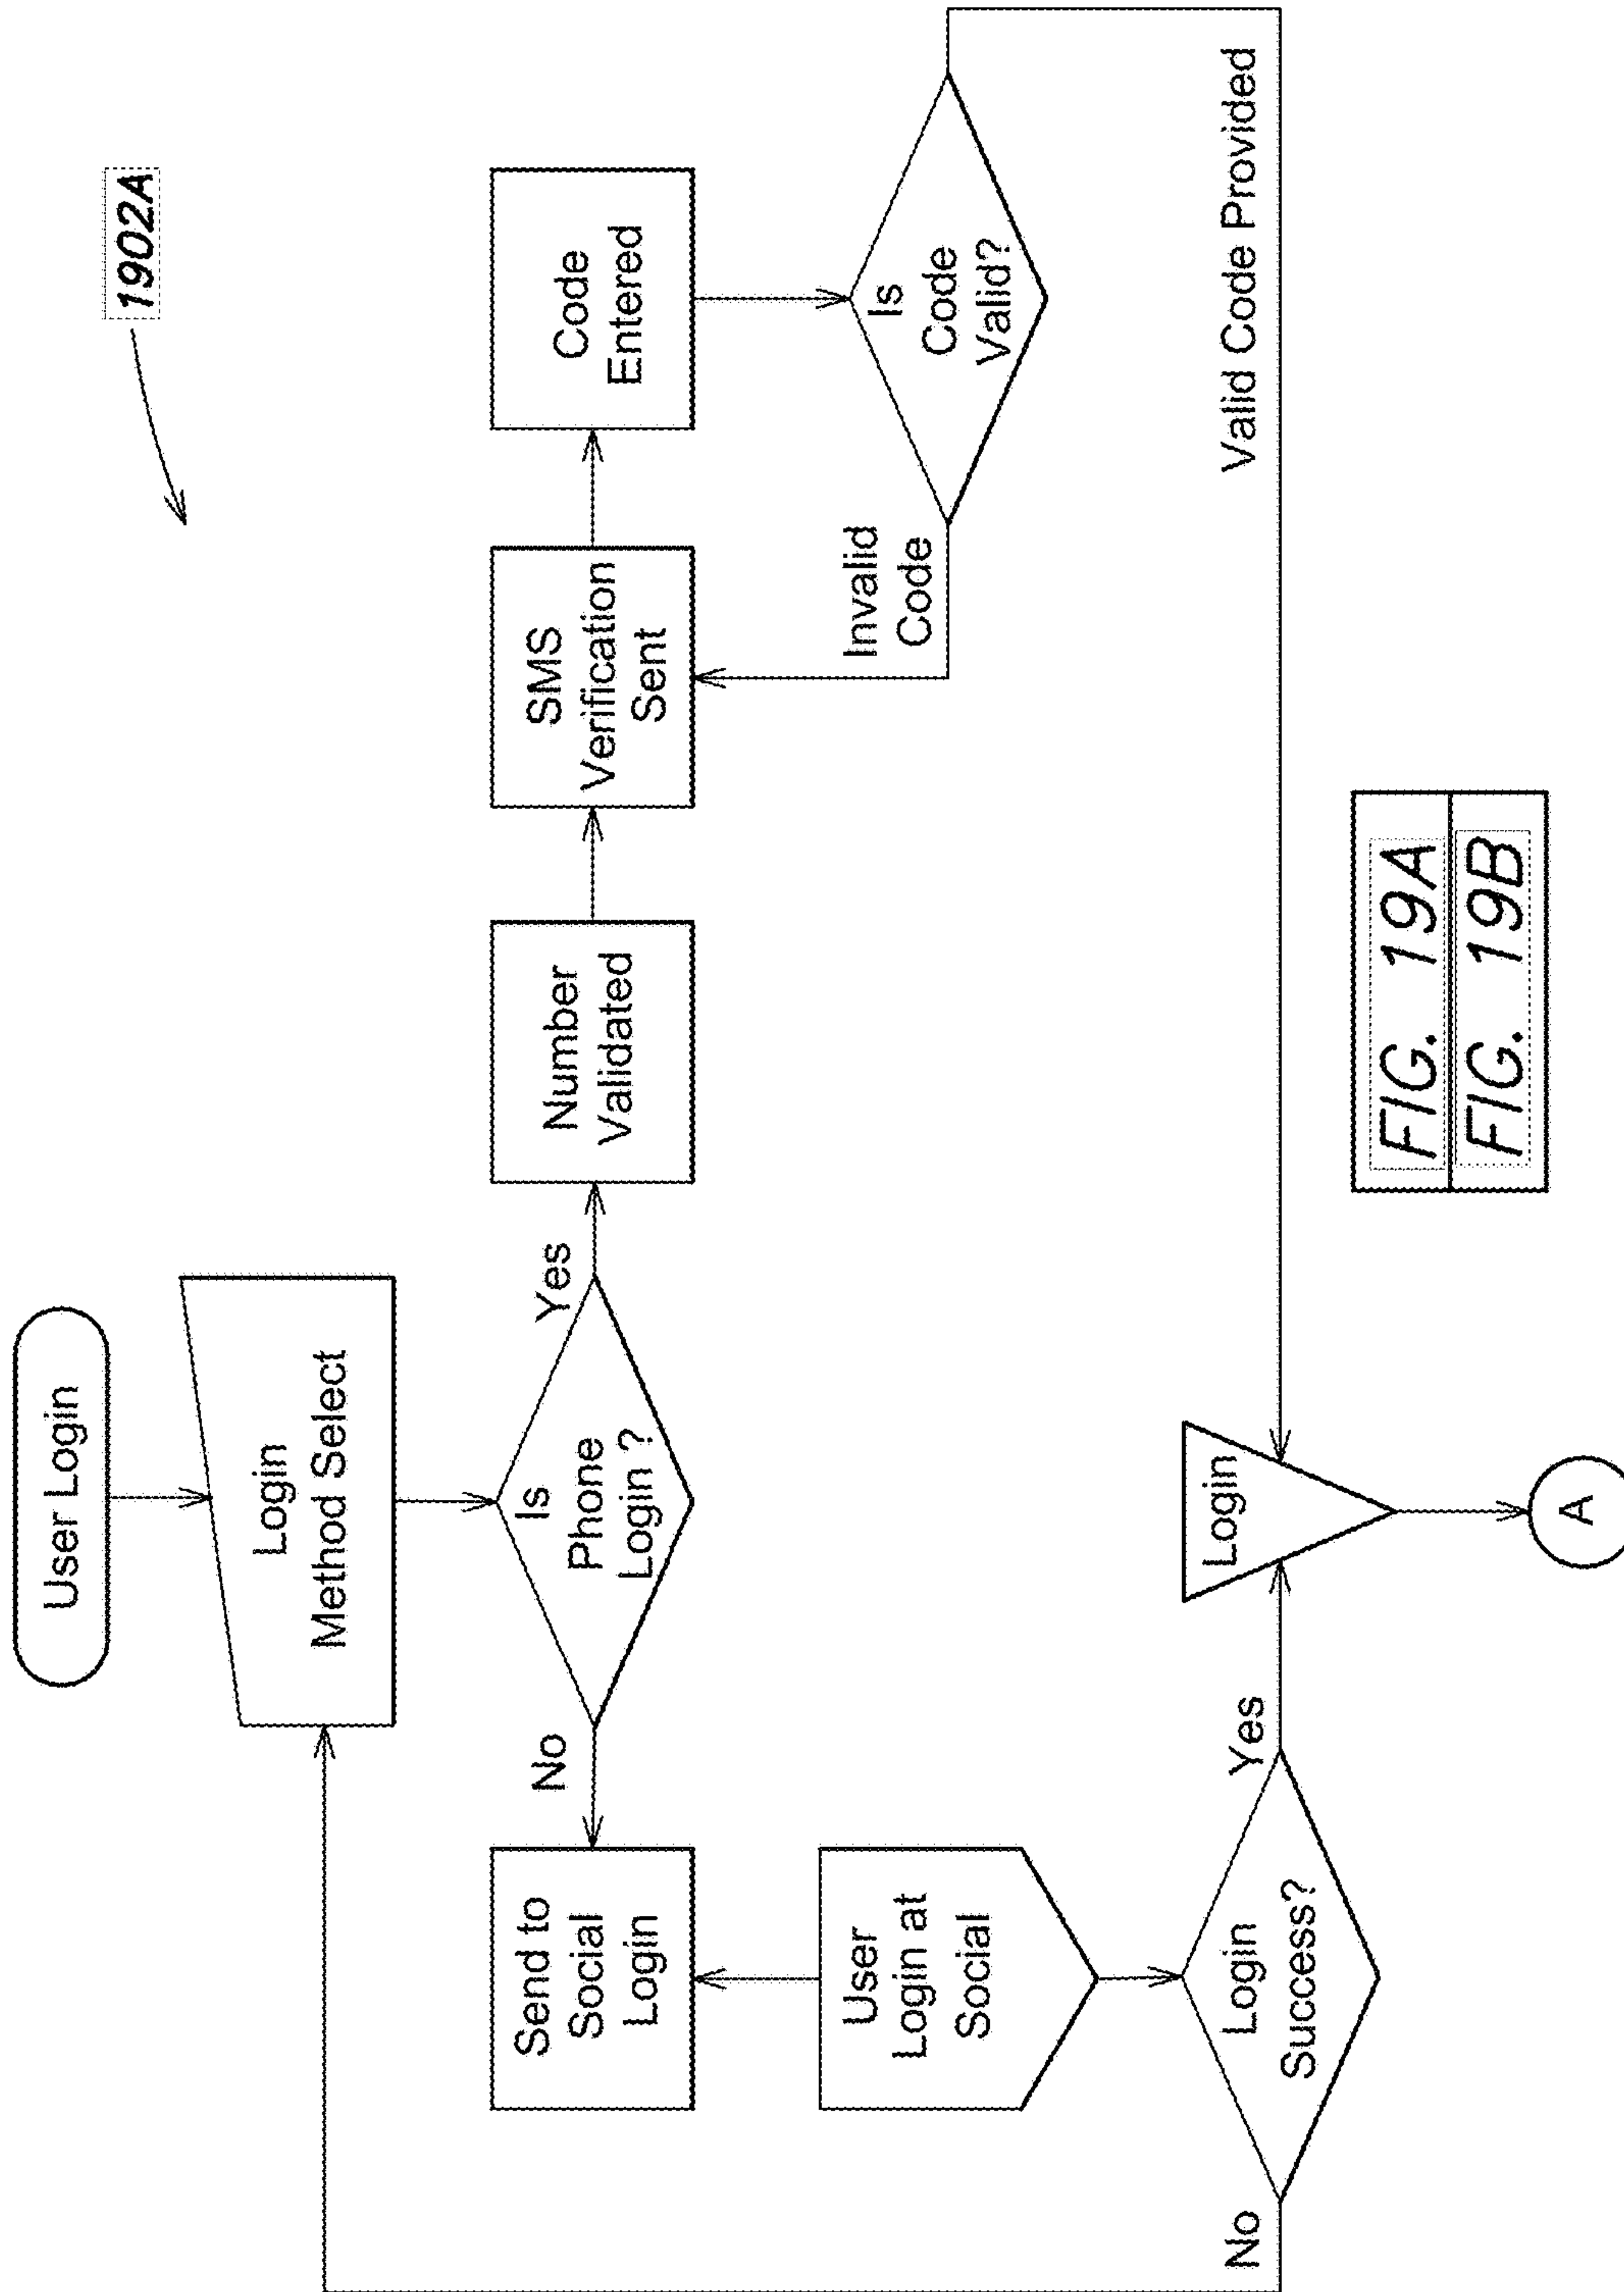 1902A
User Login
Login
Method Select
Is
Phone
Login ?
Yes
No
Number
Validated
SMS
Verification
Sent
Code
Entered
Is
Code
Valid?
Invalid
Code
Valid Code Provided
Send to
Social
Login
User
Login at
Social
Login
Success?
Yes
No
Login
A
FIG. 19A
FIG. 19B